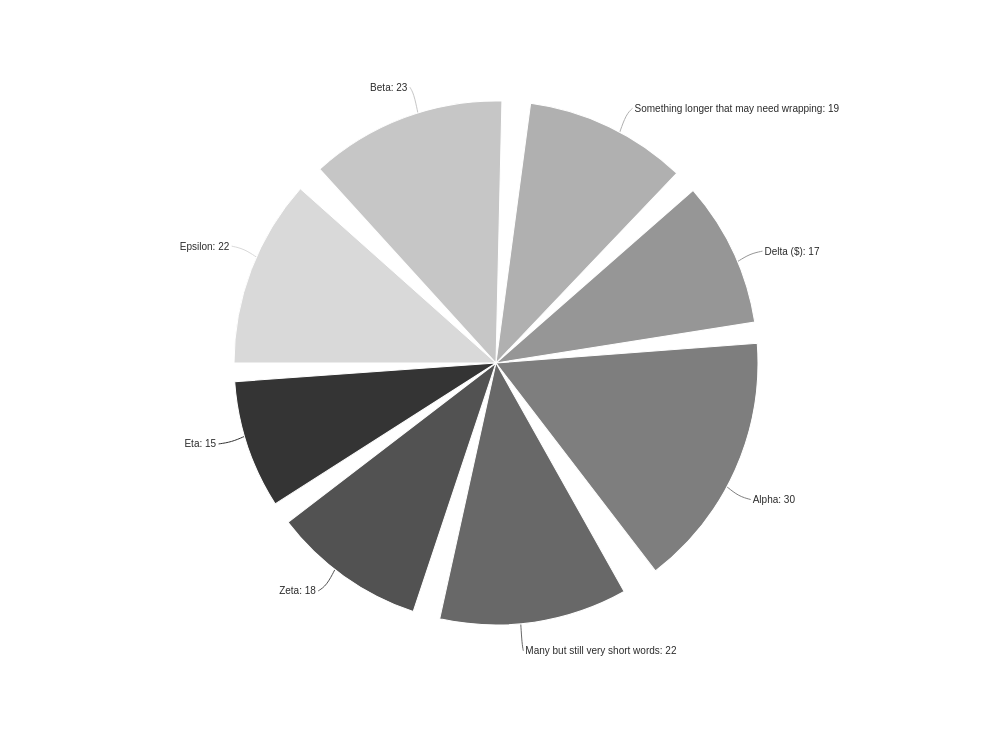 Beta: 23
Something longer that may need wrapping: 19
Epsilon: 22
Delta ($): 17
Eta: 15
Alpha: 30
Zeta: 18
Many but still very short words: 22